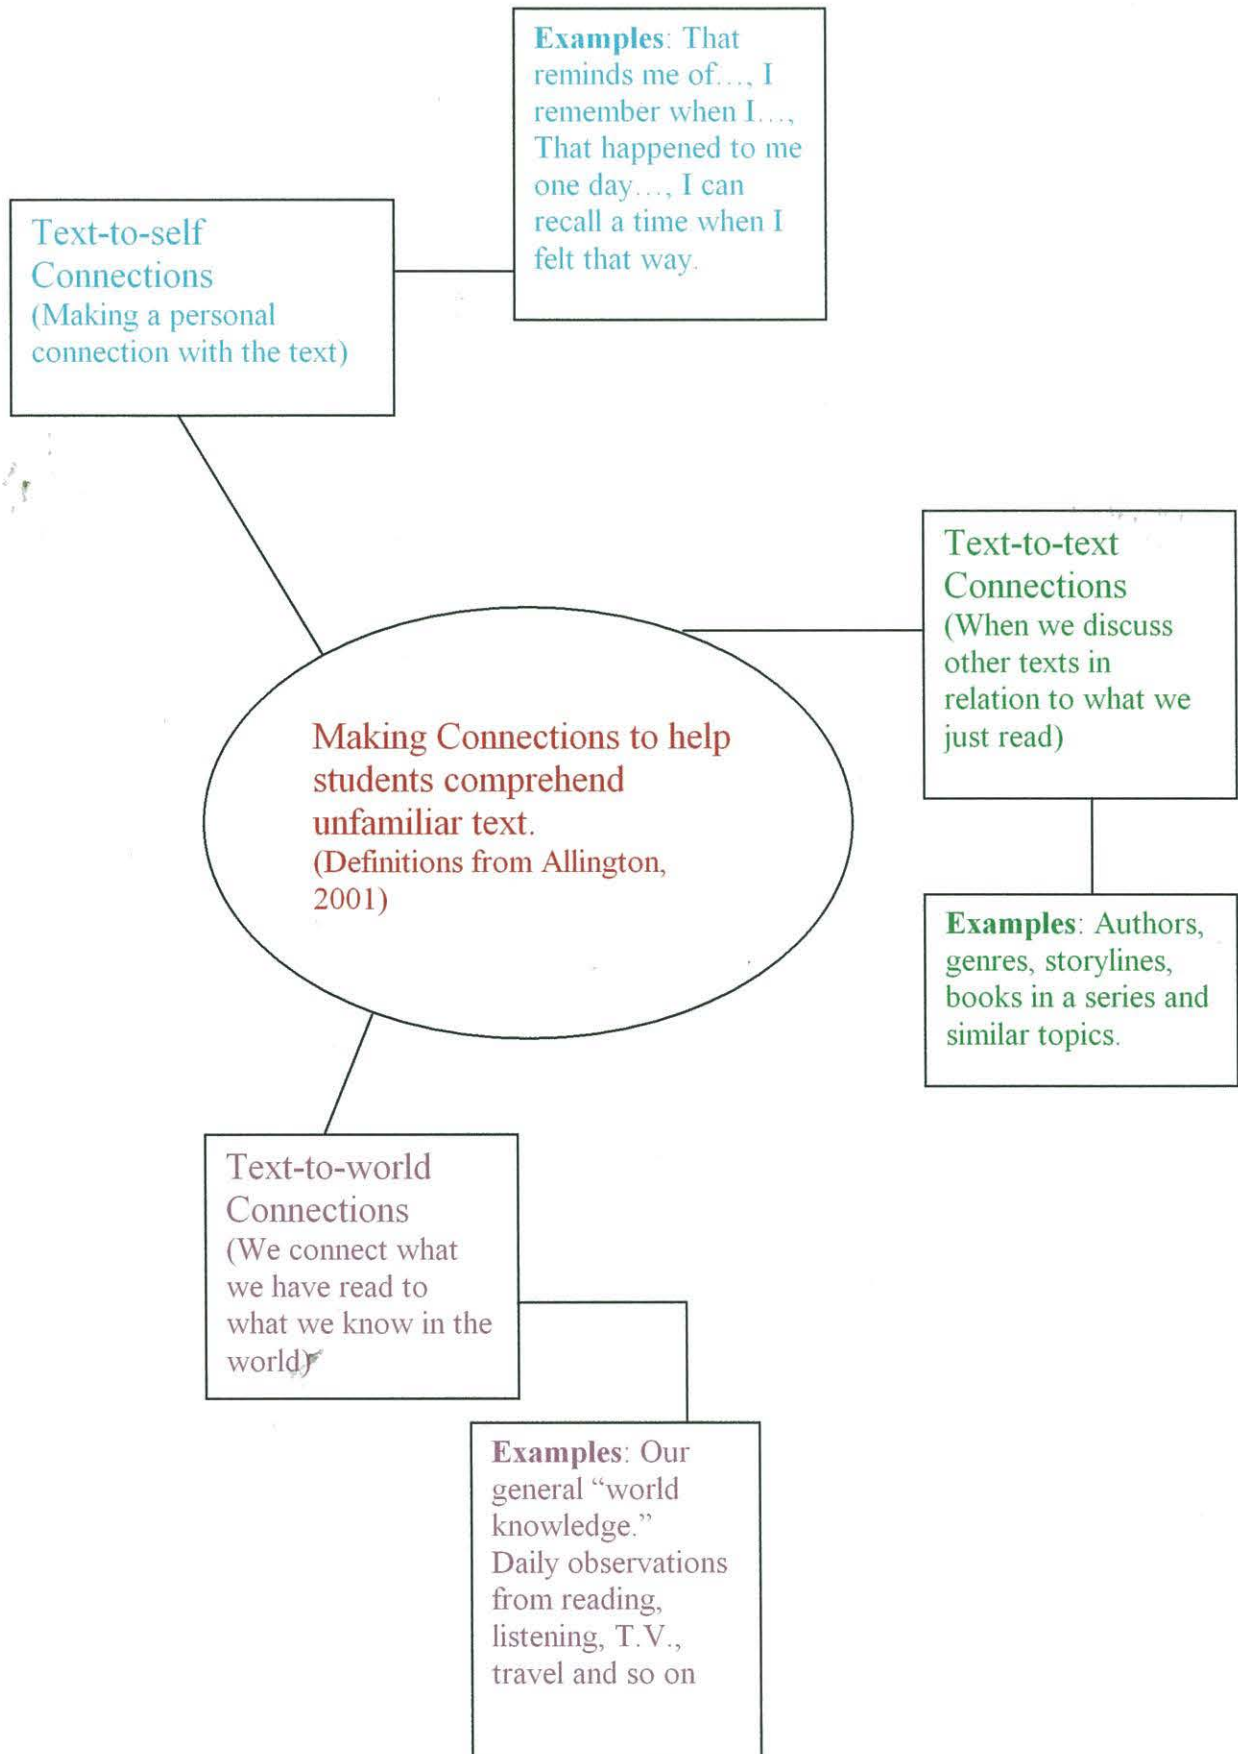 Examples: That
reminds me of…, I
remember when I…,
That happened to me
one day…, I can
recall a time when I
felt that way.
Text-to-self
Connections
(Making a personal
connection with the text)
Text-to-text
Connections
(When we discuss
other texts in
relation to what we
just read)
Making Connections to help
students comprehend
unfamiliar text.
(Definitions from Allington,
2001)
Examples: Authors,
genres, storylines,
books in a series and
similar topics.
Text-to-world
Connections
(We connect what
we have read to
what we know in the
world)
Examples: Our
general “world
knowledge.”
Daily observations
from reading,
listening, T.V.,
travel and so on